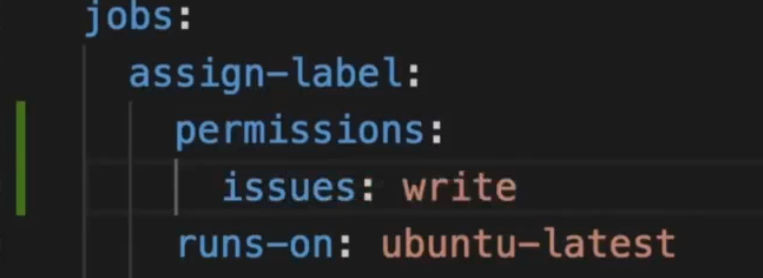 jobs:
  assign-label:
    permissions:
      issues: write
    runs-on: ubuntu-latest